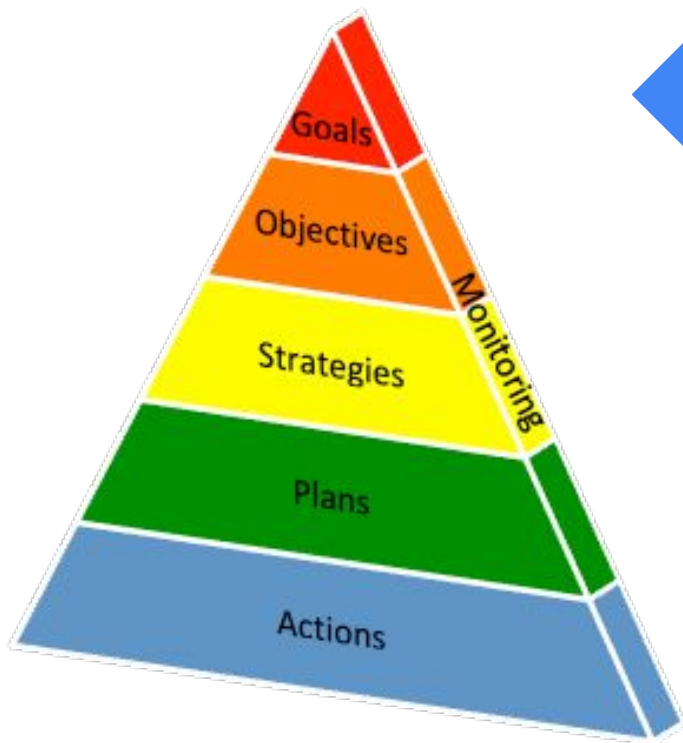 Goals
Objectives
Monitoring
Strategies
Plans
Actions